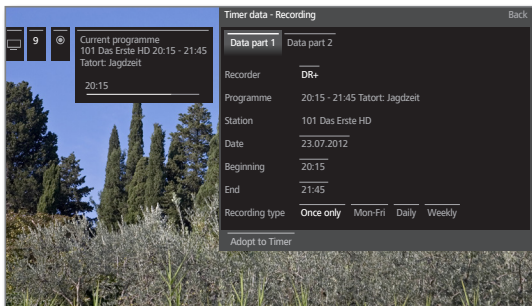 Timer data - Recording Back
9
Current programme
101 Das Erste HD 20:15 - 21:45
Tatort: Jagdzeit
20:15
Data part 1 Data part 2
Recorder DR+
Programme 20:15 - 21:45 Tatort: Jagdzeit
Station 101 Das Erste HD
Date 23.07.2012
Beginning 20:15
End 21:45
Recording type Once only Mon-Fri Daily Weekly
Adopt to Timer